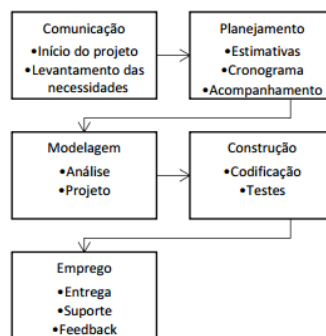 Comunicação
•Início do projeto
•Levantamento das
necessidades
Planejamento
•Estimativas
•Cronograma
•Acompanhamento
Modelagem
•Análise
•Projeto
Construção
•Codificação
•Testes
Emprego
•Entrega
•Suporte
•Feedback